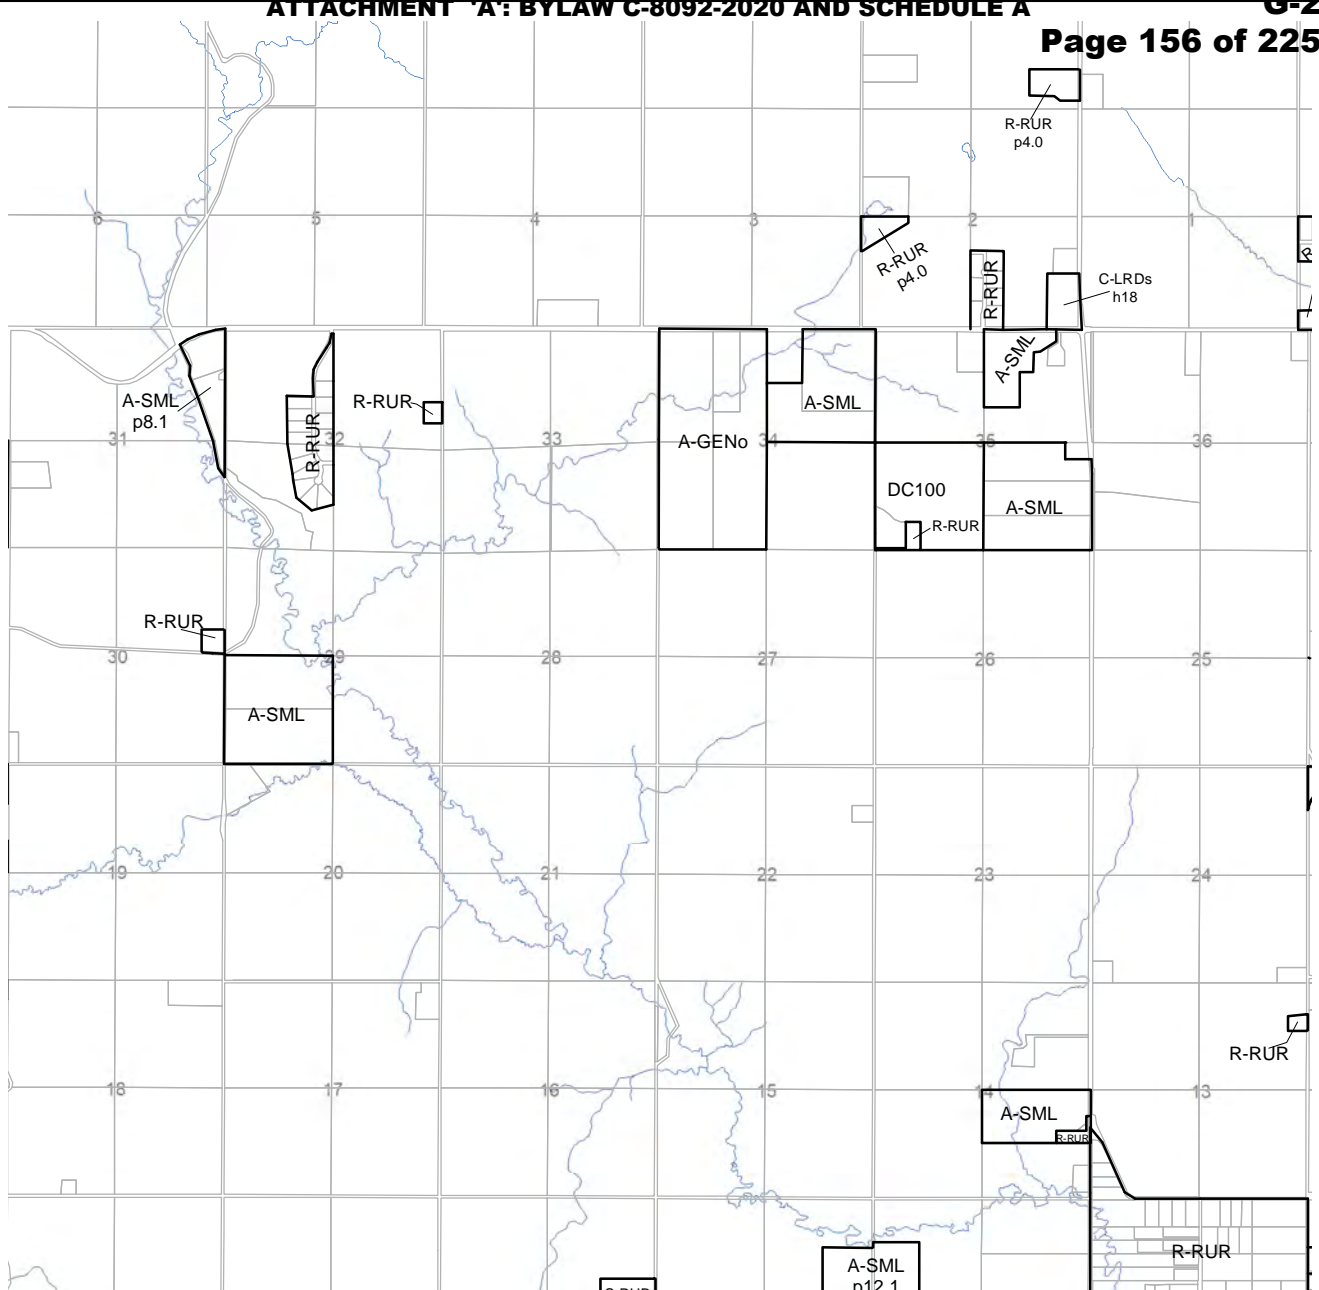 ATTACHMENT 'A': BYLAW C-8092-2020 AND SCHEDULE A
G-2
Page 156 of 225
R-RUR
p4.0
6
5
4
3
2
1
R-RUR
p4.0
R-RUR
C-LRDs
h18
A-SML
A-SML
p8.1
R-RUR
R-RUR
A-SML
31
32
33
A-GENo
34
35
36
DC100
A-SML
R-RUR
R-RUR
30
29
28
27
26
25
A-SML
19
20
21
22
23
24
R-RUR
18
17
16
15
14
13
A-SML
R-RUR
R-RUR
A-SML
p12.1